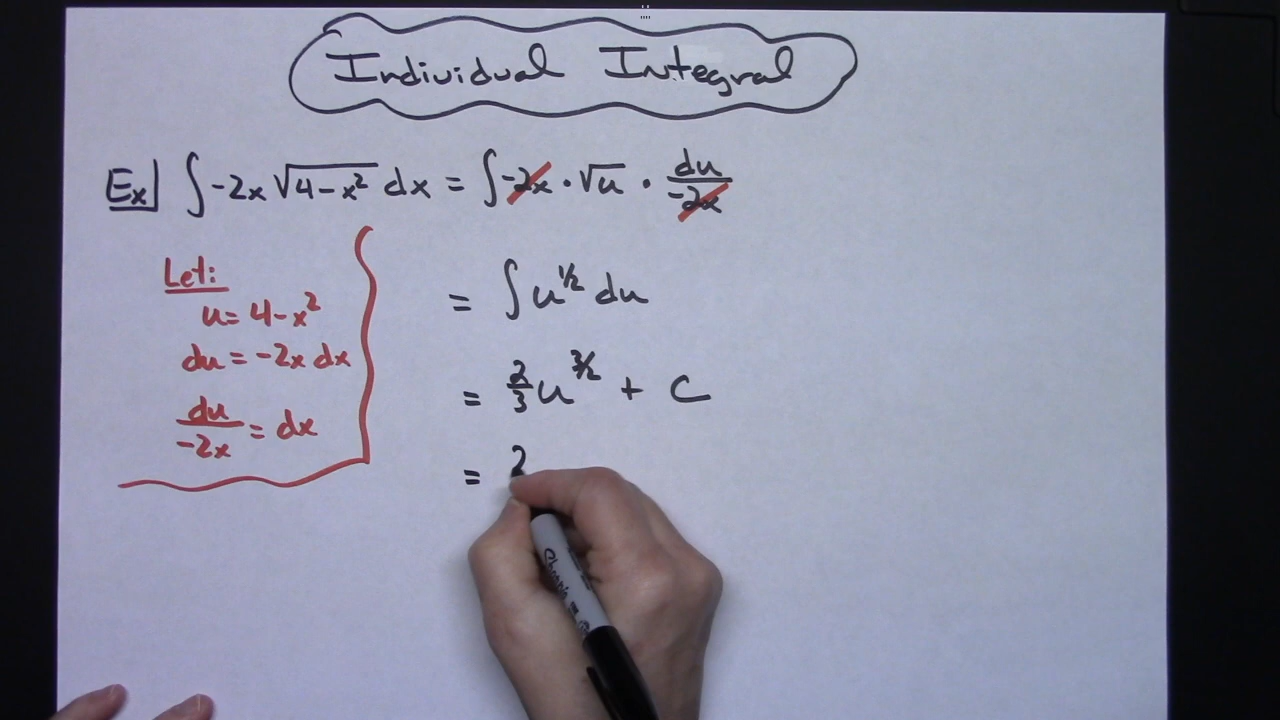 Individual Integral
Ex ∫-2x √4-x² dx = ∫-2x · √u · du/-2x
Let:
u = 4-x²
du = -2x dx
du/-2x = dx
= ∫u^1/2 du
= 2/3 u^3/2 + C
= 2